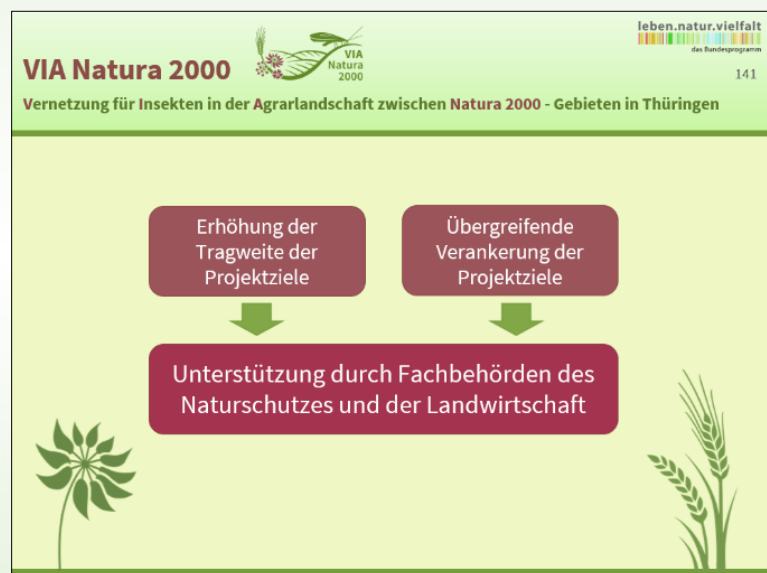 leben.natur.vielfalt
das Bundesprogramm
VIA Natura 2000
VIA
Natura
2000
141
Vernetzung für Insekten in der Agrarlandschaft zwischen Natura 2000 - Gebieten in Thüringen
Erhöhung der
Tragweite der
Projektziele
Übergreifende
Verankerung der
Projektziele
Unterstützung durch Fachbehörden des
Naturschutzes und der Landwirtschaft